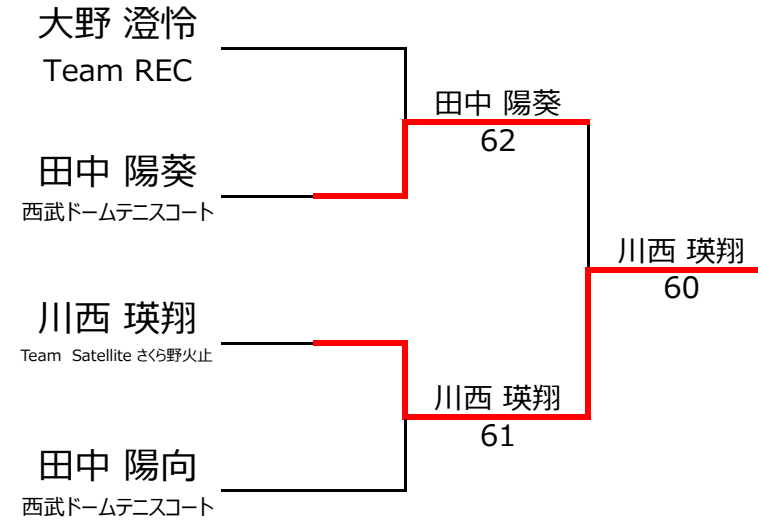 大野 澄怜
Team REC
田中 陽葵
62
田中 陽葵
西武ドームテニスコート
川西 瑛翔
60
川西 瑛翔
Team Satellite さくら野火止
川西 瑛翔
61
田中 陽向
西武ドームテニスコート